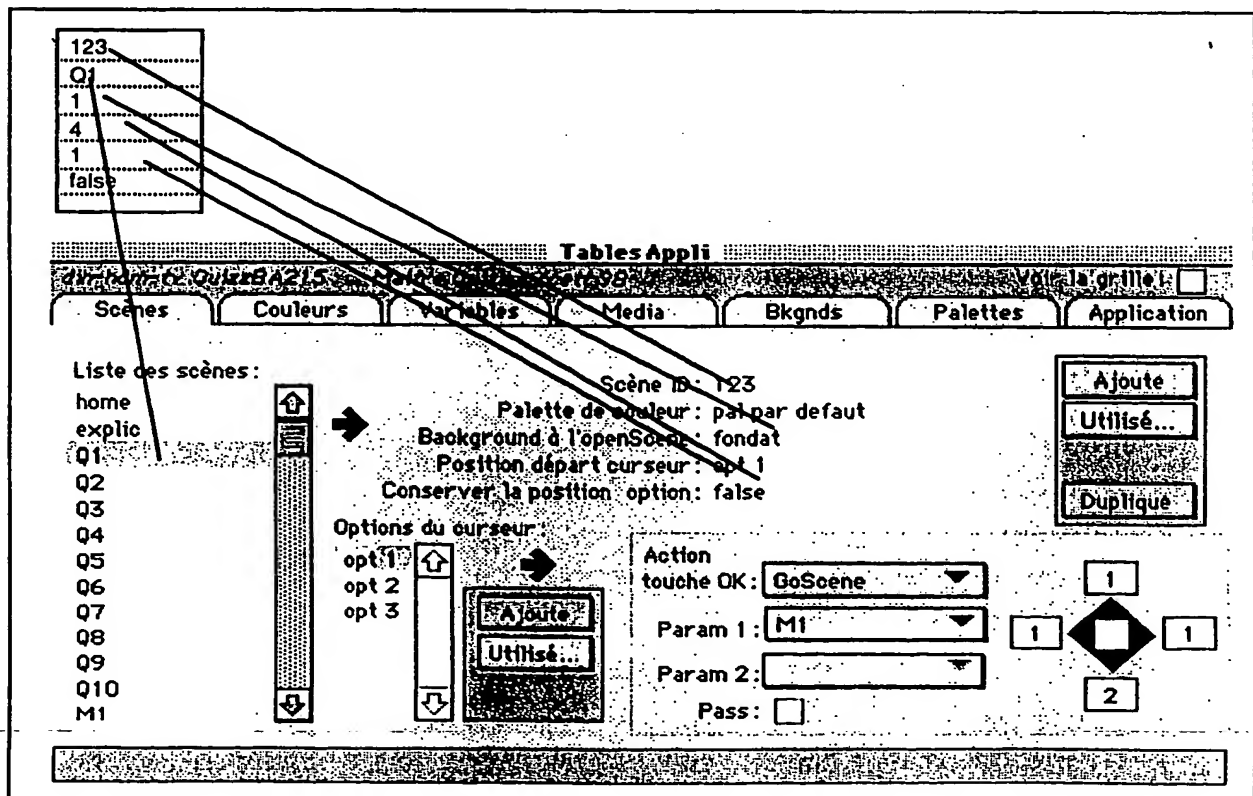 123
Q1
1
4
1
false
Tables Appli
Voir la grille!
Scènes Couleurs Variables Media Bkgnds Palettes Application
Liste des scènes:
home
explic
Q1
Q2
Q3
Q4
Q5
Q6
Q7
Q8
Q9
Q10
M1
Scène ID: 123
Palette de couleur: pal par defaut
Background à l'openScene: fondat
Position départ curseur: opt 1
Conserver la position option: false
Ajoute
Utilisé...
Duplique
Options du curseur:
opt 1
opt 2
opt 3
Ajoute
Utilisé...
Action
touche OK: GoScene
Param 1: M1
Param 2:
Pass:
1
1 1
2